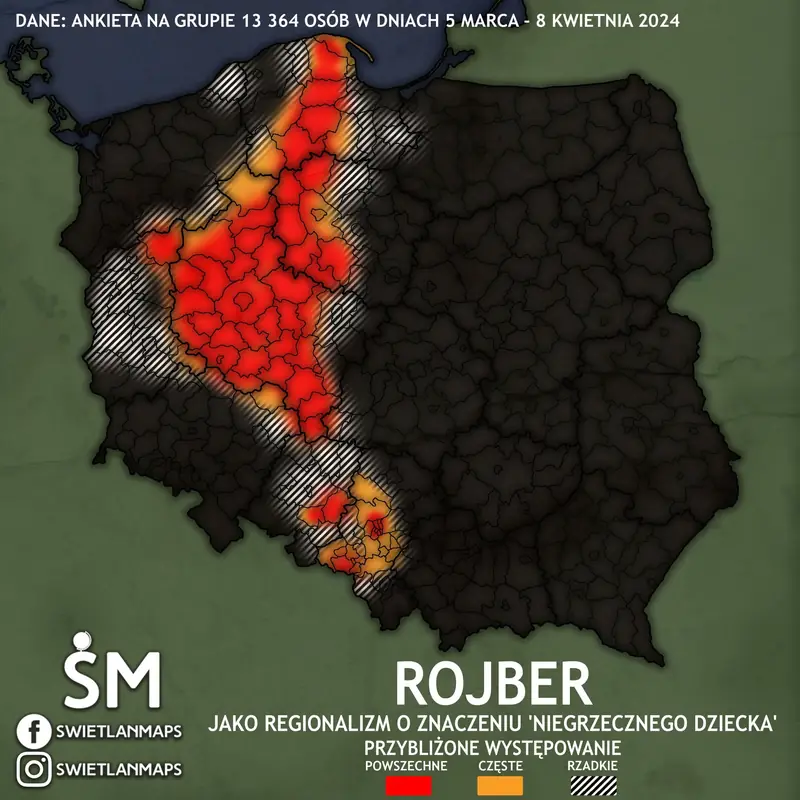 DANE: ANKIETA NA GRUPIE 13 364 OSÓB W DNIACH 5 MARCA - 8 KWIETNIA 2024
ŚM
SWIETLANMAPS
SWIETLANMAPS
ROJBER
JAKO REGIONALIZM O ZNACZENIU 'NIEGRZECZNEGO DZIECKA'
PRZYBLIŻONE WYSTĘPOWANIE
POWSZECHNE CZĘSTE RZADKIE